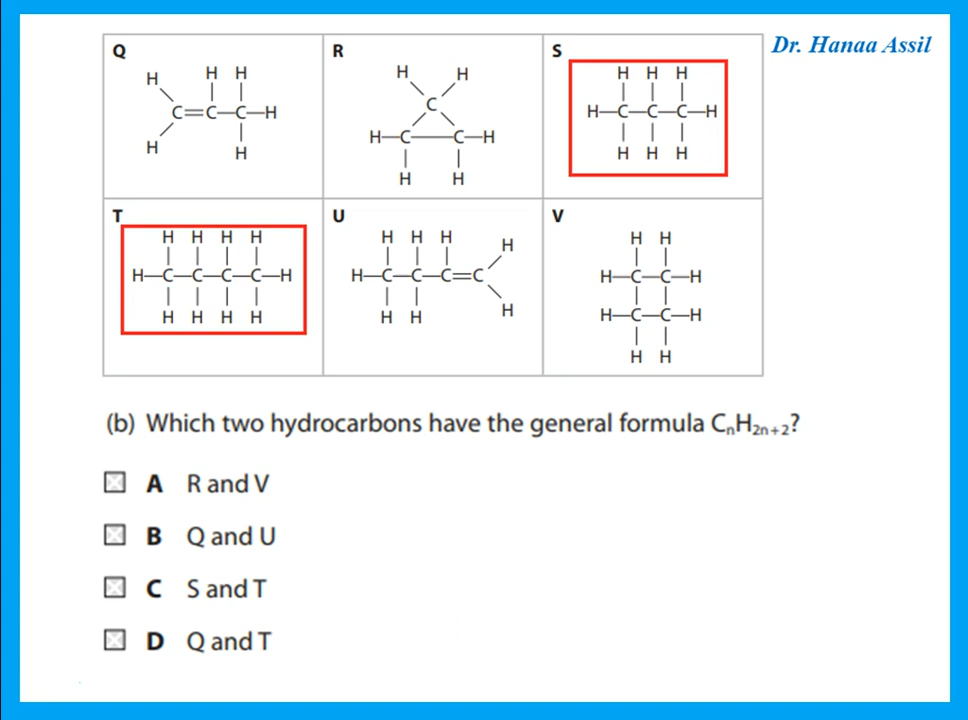 Dr. Hanaa Assil
Q
R
S
H H H
C=C—C—H
H H
H H
C
H—C—C—H
H H
H H H
H—C—C—C—H
H H H
T
U
V
H H H H
H—C—C—C—C—H
H H H H
H H H H
H—C—C—C=C
H H H
H H
H—C—C—H
H—C—C—H
H H
(b) Which two hydrocarbons have the general formula CₙH₂ₙ₊₂?
A R and V
B Q and U
C S and T
D Q and T